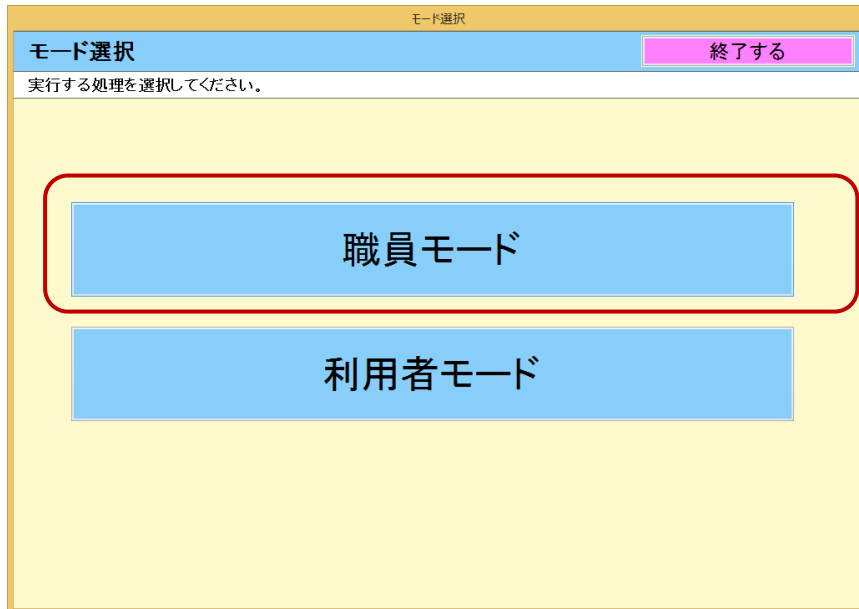 モード選択
モード選択
終了する
実行する処理を選択してください。
職員モード
利用者モード